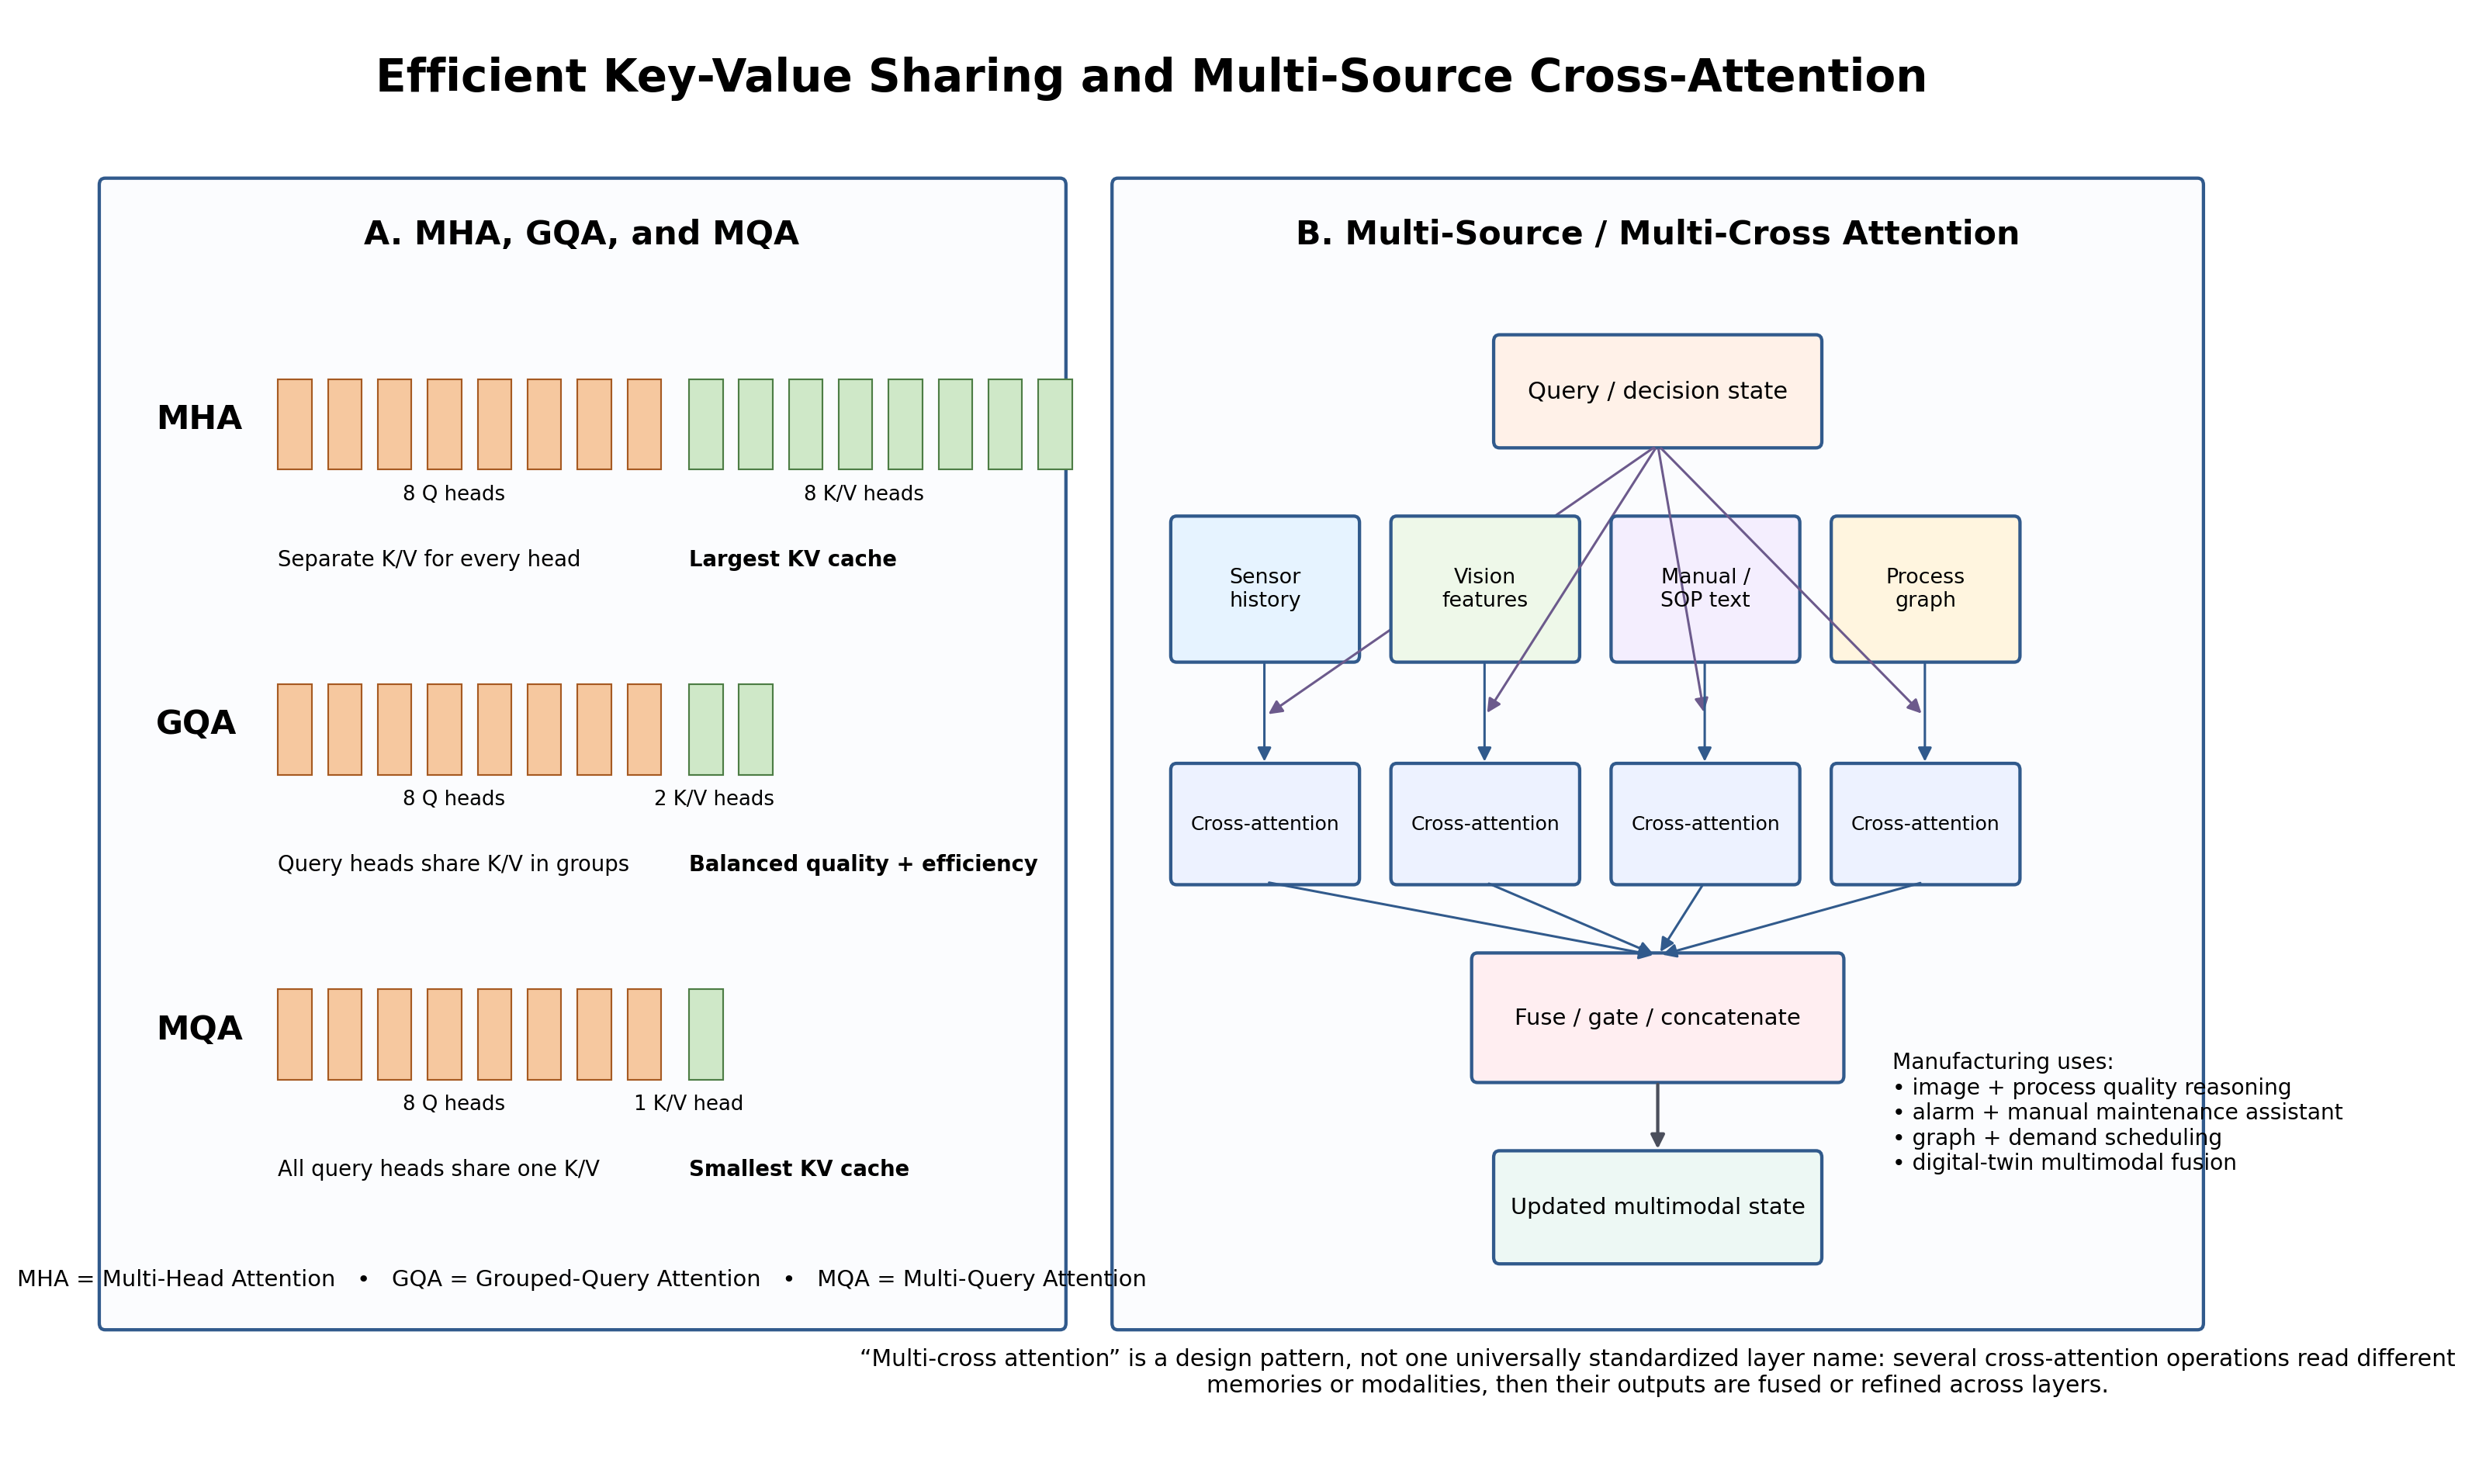 Efficient Key-Value Sharing and Multi-Source Cross-Attention
A. MHA, GQA, and MQA
MHA
8 Q heads
8 K/V heads
Separate K/V for every head
Largest KV cache
GQA
8 Q heads
2 K/V heads
Query heads share K/V in groups
Balanced quality + efficiency
MQA
8 Q heads
1 K/V head
All query heads share one K/V
Smallest KV cache
MHA = Multi-Head Attention • GQA = Grouped-Query Attention • MQA = Multi-Query Attention
B. Multi-Source / Multi-Cross Attention
Query / decision state
Sensor
history
Vision
features
Manual /
SOP text
Process
graph
Cross-attention
Cross-attention
Cross-attention
Cross-attention
Fuse / gate / concatenate
Updated multimodal state
Manufacturing uses:
• image + process quality reasoning
• alarm + manual maintenance assistant
• graph + demand scheduling
• digital-twin multimodal fusion
“Multi-cross attention” is a design pattern, not one universally standardized layer name: several cross-attention operations read different
memories or modalities, then their outputs are fused or refined across layers.